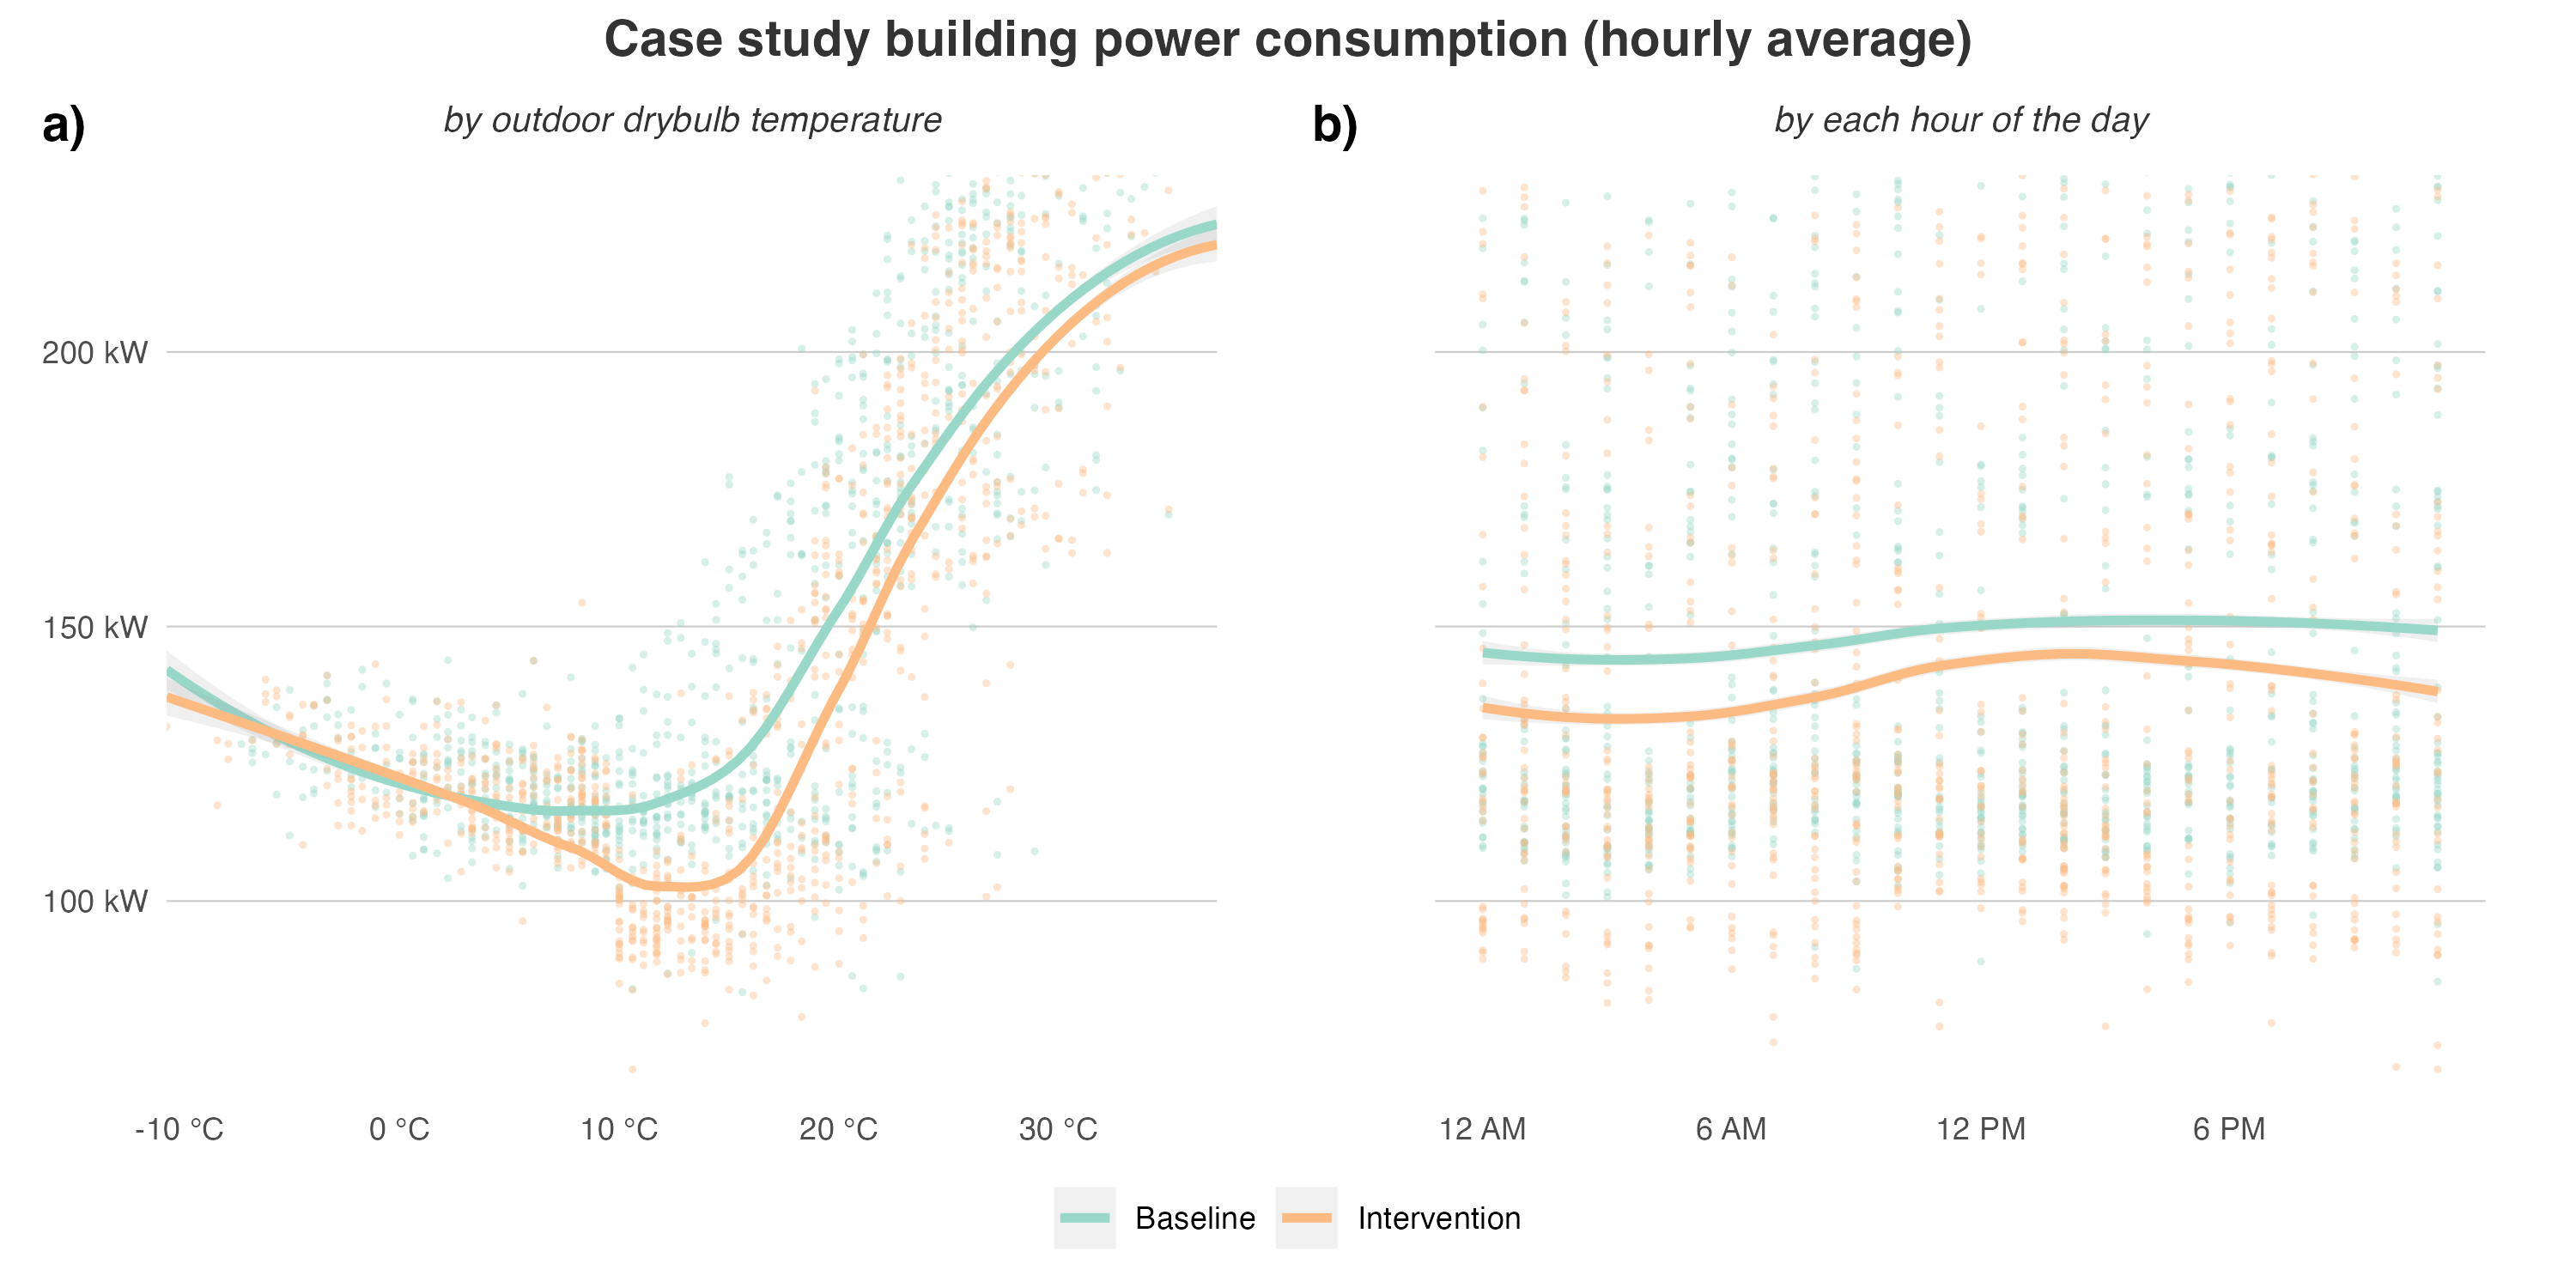 Case study building power consumption (hourly average)
a)
by outdoor drybulb temperature
200 kW
150 kW
100 kW
-10 °C 0 °C 10 °C 20 °C 30 °C
b)
by each hour of the day
12 AM 6 AM 12 PM 6 PM
Baseline Intervention